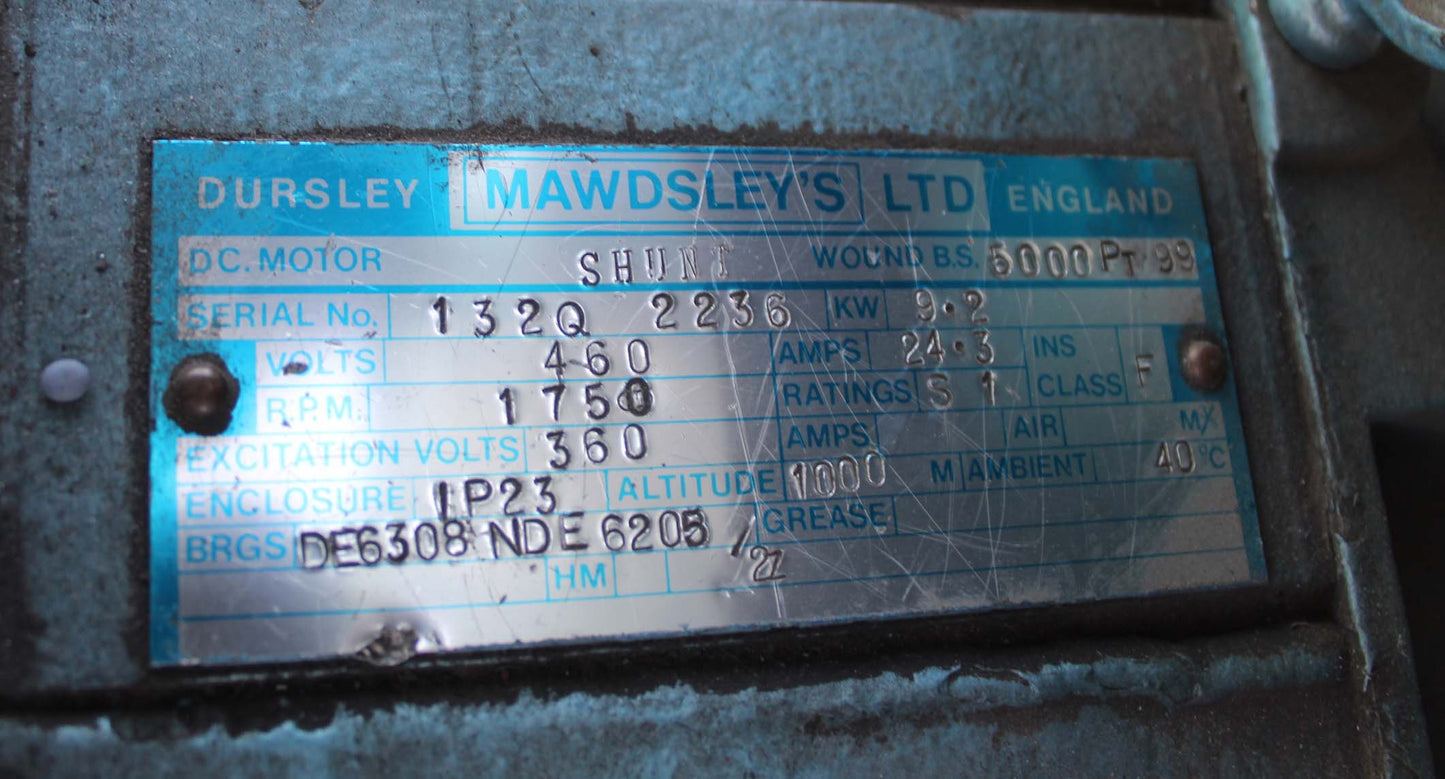 DURSLEY MAWDSLEY'S LTD ENGLAND
DC. MOTOR SHUNT WOUND B.S. 5000 PT 99
SERIAL No. 132Q 2236 KW 9.2
VOLTS 460 AMPS 24.3 INS CLASS F
R.P.M. 1750 RATINGS S1
EXCITATION VOLTS 360 AMPS AIR
ENCLOSURE IP23 ALTITUDE 1000 M AMBIENT 40 °C
BRGS DE6308 NDE 6205 GREASE
HM